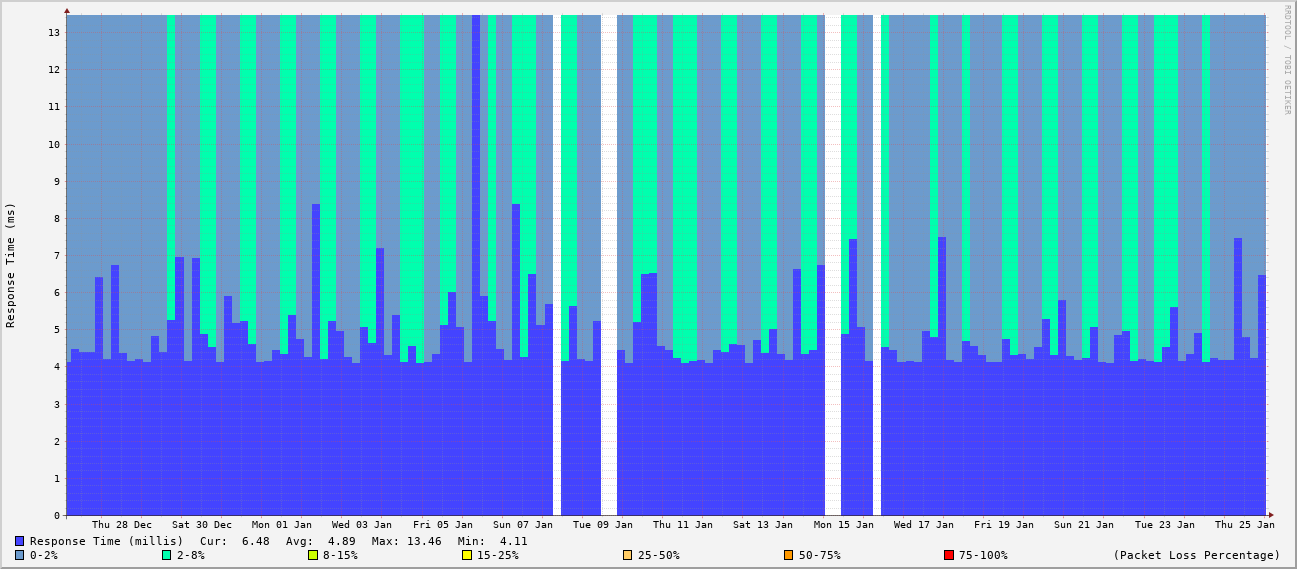 RRDTOOL / TOBI OETIKER
Response Time (ms)
13
12
11
10
9
8
7
6
5
4
3
2
1
0
Thu 28 Dec Sat 30 Dec Mon 01 Jan Wed 03 Jan Fri 05 Jan Sun 07 Jan Tue 09 Jan Thu 11 Jan Sat 13 Jan Mon 15 Jan Wed 17 Jan Fri 19 Jan Sun 21 Jan Tue 23 Jan Thu 25 Jan
Response Time (millis) Cur: 6.48 Avg: 4.89 Max: 13.46 Min: 4.11
0-2% 2-8% 8-15% 15-25% 25-50% 50-75% 75-100% (Packet Loss Percentage)